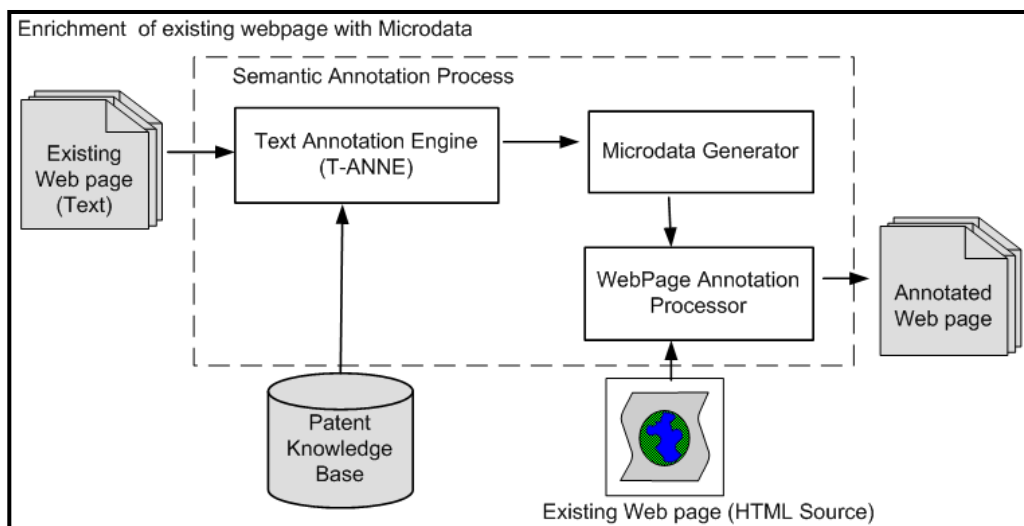 Enrichment of existing webpage with Microdata
Semantic Annotation Process
Existing
Web page
(Text)
Text Annotation Engine
(T-ANNE)
Microdata Generator
WebPage Annotation
Processor
Annotated
Web page
Patent
Knowledge
Base
Existing Web page (HTML Source)